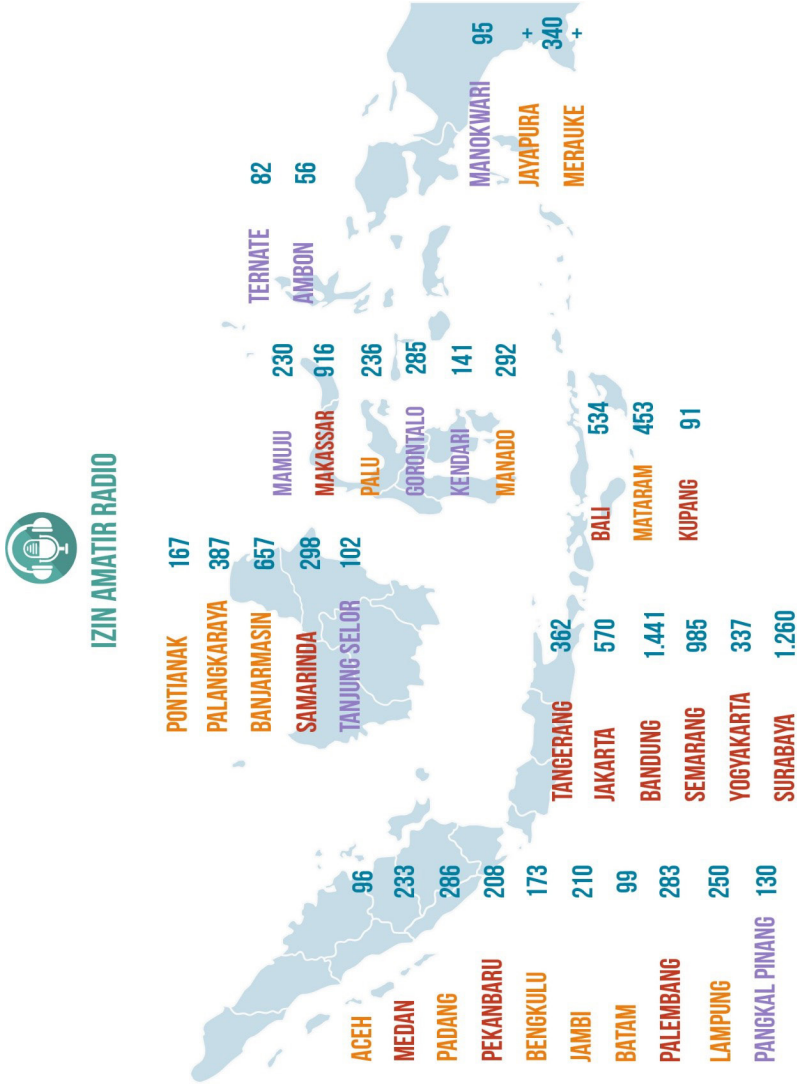 IZIN AMATIR RADIO
PONTIANAK 167
PALANGKARAYA 387
BANJARMASIN 657
SAMARINDA 298
TANJUNG SELOR 102
TERNATE 82
AMBON 56
MAMUJU 230
MAKASSAR 916
PALU 236
GORONTALO 285
KENDARI 141
MANADO 292
MANOKWARI 95
JAYAPURA +
340
MERAUKE +
ACEH 96
MEDAN 233
PADANG 286
PEKANBARU 208
BENGKULU 173
JAMBI 210
BATAM 99
PALEMBANG 283
LAMPUNG 250
PANGKAL PINANG 130
TANGERANG 362
JAKARTA 570
BANDUNG 1.441
SEMARANG 985
YOGYAKARTA 337
SURABAYA 1.260
BALI 534
MATARAM 453
KUPANG 91